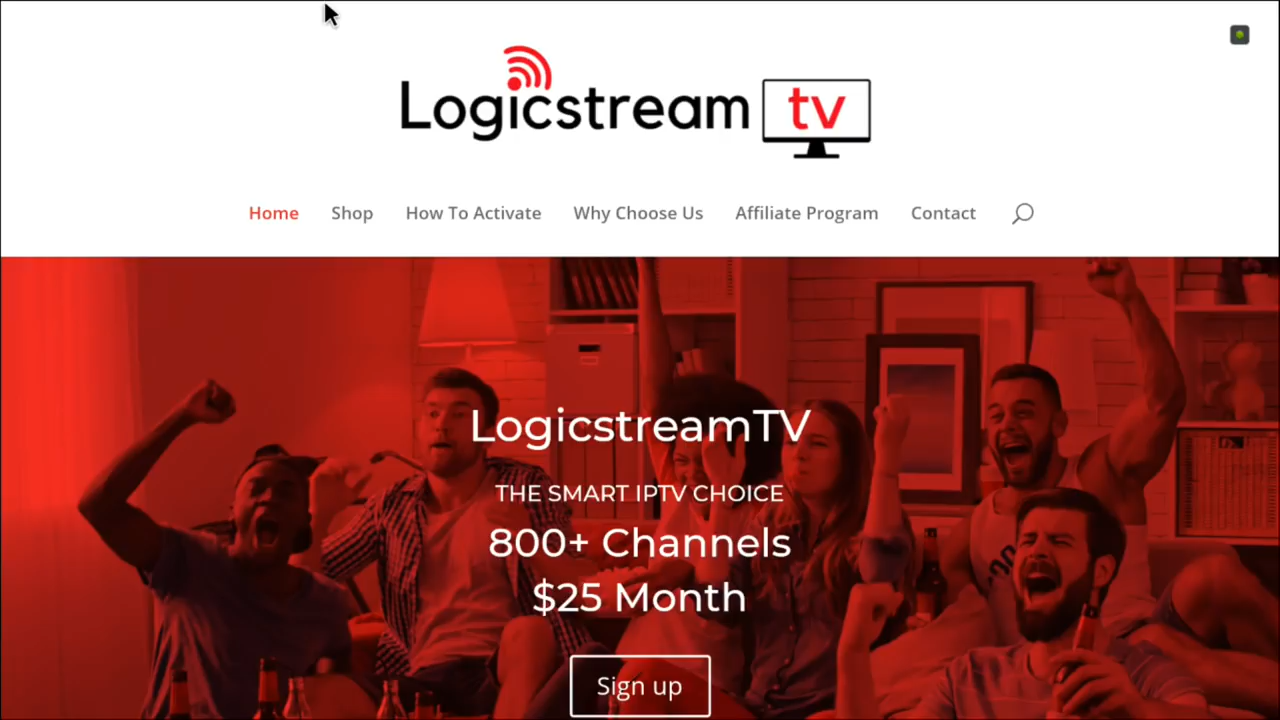 Logicstream tv
Home Shop How To Activate Why Choose Us Affiliate Program Contact
LogicstreamTV
THE SMART IPTV CHOICE
800+ Channels
$25 Month
Sign up